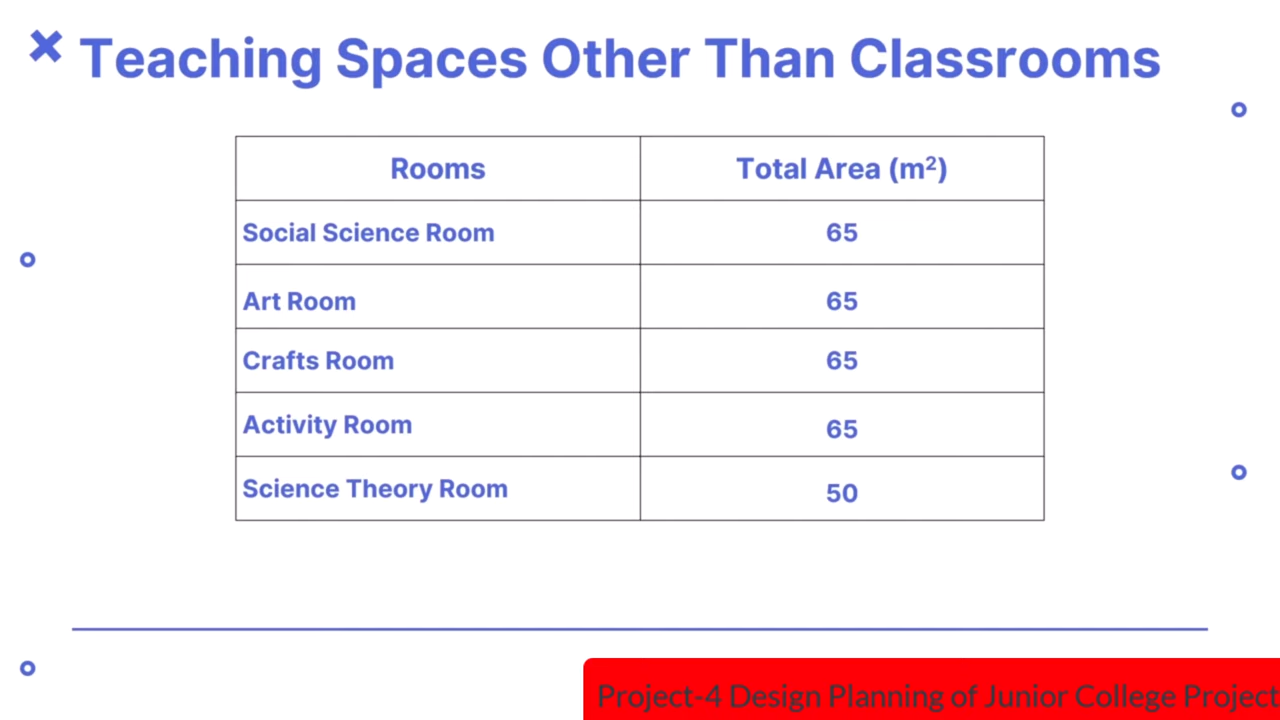 Teaching Spaces Other Than Classrooms
Rooms Total Area (m²)
Social Science Room 65
Art Room 65
Crafts Room 65
Activity Room 65
Science Theory Room 50
Project-4 Design Planning of Junior College Project